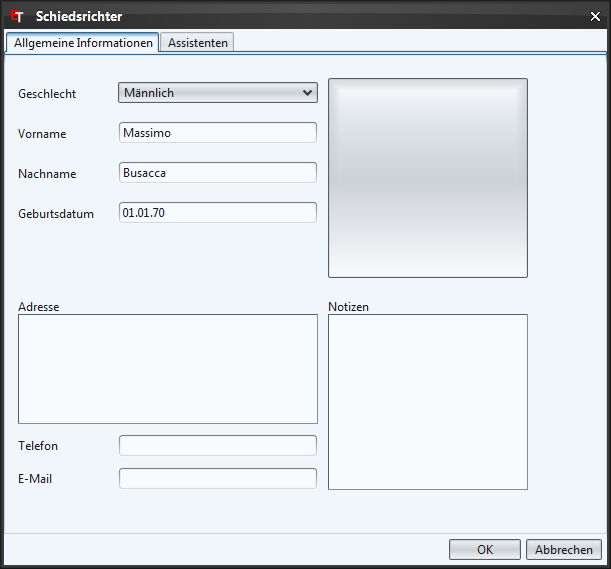 ET Schiedsrichter
Allgemeine Informationen Assistenten
Geschlecht Männlich
Vorname Massimo
Nachname Busacca
Geburtsdatum 01.01.70
Adresse Notizen
Telefon
E-Mail
OK Abbrechen